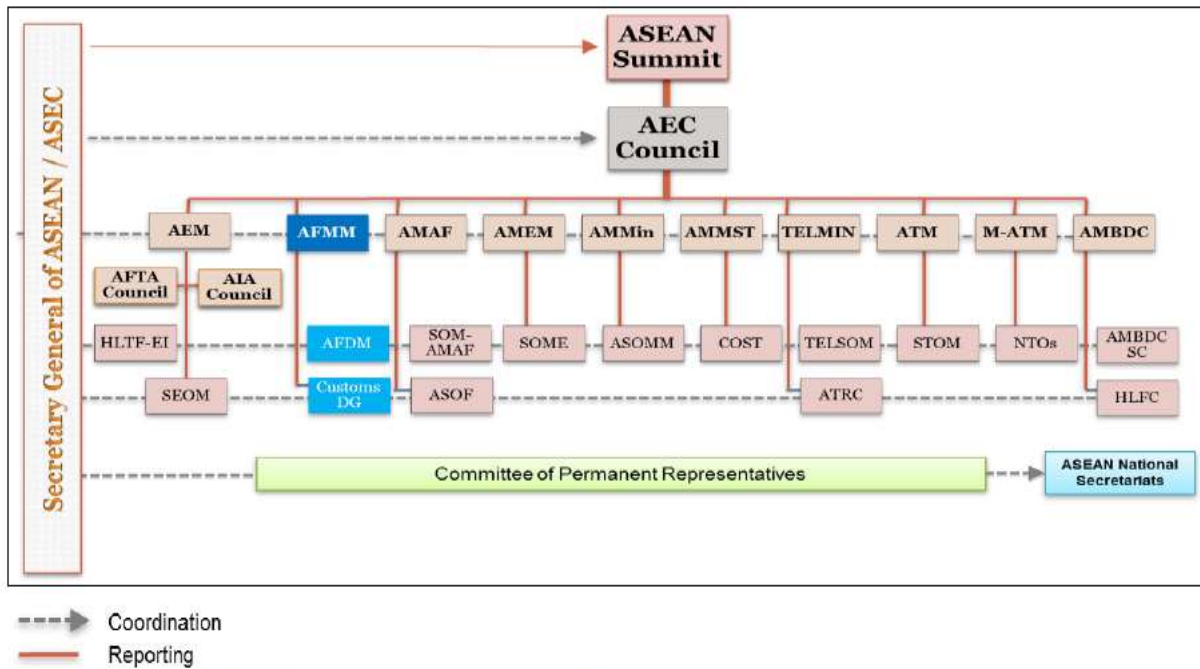 Secretary General of ASEAN / ASEC
ASEAN
Summit
AEC
Council
AEM
AFMM
AMAF
AMEM
AMMin
AMMST
TELMIN
ATM
M-ATM
AMBDC
AFTA
Council
AIA
Council
HLTF-EI
AFDM
SOM-
AMAF
SOME
ASOMM
COST
TELSOM
STOM
NTOs
AMBDC
SC
SEOM
Customs
DG
ASOF
ATRC
HLFC
Committee of Permanent Representatives
ASEAN National
Secretariats
Coordination
Reporting